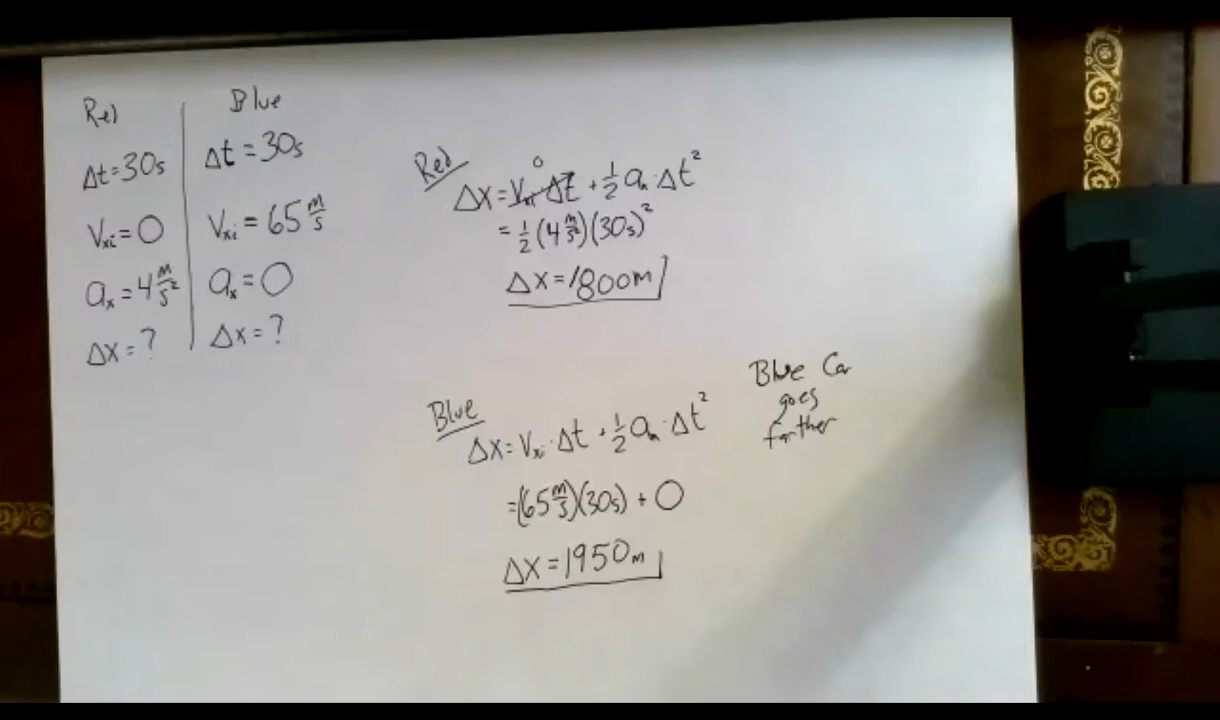 Red
Δt=30s
Vxi=0
ax=4 m/s²
Δx=?
Blue
Δt=30s
Vxi=65 m/s
ax=0
Δx=?
Red
0
Δx=Vxi·Δt+½ax·Δt²
=½(4 m/s²)(30s)²
Δx=1800m
Blue
Δx=Vxi·Δt+½ax·Δt²
=(65 m/s)(30s)+0
Δx=1950m
Blue Car
goes
farther